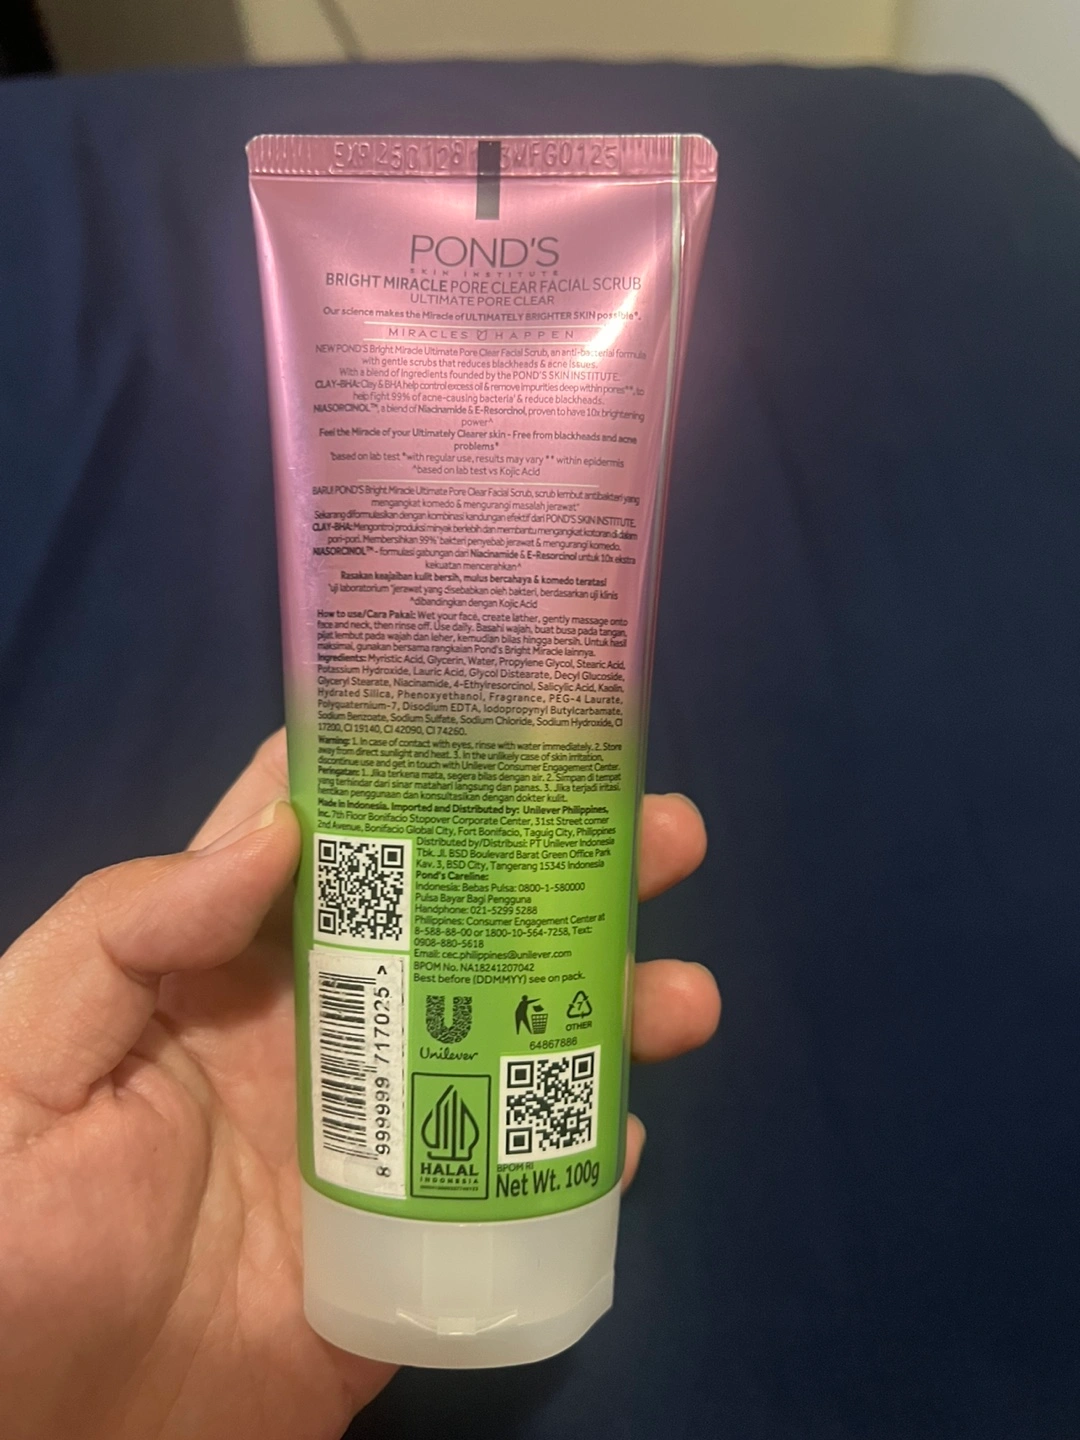 EXP 250128 MFG0125
POND'S
SKIN INSTITUTE
BRIGHT MIRACLE PORE CLEAR FACIAL SCRUB
ULTIMATE PORE CLEAR
Our science makes the Miracle of ULTIMATELY BRIGHTER SKIN possible*.
MIRACLES HAPPEN
NEW POND'S Bright Miracle Ultimate Pore Clear Facial Scrub, an anti-bacterial formula
with gentle scrubs that reduces blackheads & acne issues.
With a blend of Ingredients founded by the POND'S SKIN INSTITUTE.
CLAY-BHA: Clay & BHA help control excess oil & remove impurities deep within pores**, to
help fight 99% of acne-causing bacteria' & reduce blackheads.
NIASORCINOL™, a blend of Niacinamide & E-Resorcinol, proven to have 10x brightening
power^
Feel the Miracle of your Ultimately Clearer skin - Free from blackheads and acne
problems*
'based on lab test *with regular use, results may vary ** within epidermis
^based on lab test vs Kojic Acid
BARU! POND'S Bright Miracle Ultimate Pore Clear Facial Scrub, scrub lembut antibakteri yang
mengangkat komedo & mengurangi masalah jerawat*
Sekarang diformulasikan dengan kombinasi kandungan efektif dari POND'S SKIN INSTITUTE.
CLAY-BHA: Mengontrol produksi minyak berlebih dan membantu mengangkat kotoran di dalam
pori-pori. Membersihkan 99%' bakteri penyebab jerawat & mengurangi komedo.
NIASORCINOL™ - formulasi gabungan dari Niacinamide & E-Resorcinol untuk 10x ekstra
kekuatan mencerahkan^
Rasakan keajaiban kulit bersih, mulus bercahaya & komedo teratasi
'uji laboratorium *jerawat yang disebabkan oleh bakteri, berdasarkan uji klinis
^dibandingkan dengan Kojic Acid
How to use/Cara Pakai: Wet your face, create lather, gently massage onto
face and neck, then rinse off. Use daily. Basahi wajah, buat busa pada tangan,
pijat lembut pada wajah dan leher, kemudian bilas hingga bersih. Untuk hasil
maksimal, gunakan bersama rangkaian Pond's Bright Miracle lainnya.
Ingredients: Myristic Acid, Glycerin, Water, Propylene Glycol, Stearic Acid,
Potassium Hydroxide, Lauric Acid, Glycol Distearate, Decyl Glucoside,
Glyceryl Stearate, Niacinamide, 4-Ethylresorcinol, Salicylic Acid, Kaolin,
Hydrated Silica, Phenoxyethanol, Fragrance, PEG-4 Laurate,
Polyquaternium-7, Disodium EDTA, Iodopropynyl Butylcarbamate,
Sodium Benzoate, Sodium Sulfate, Sodium Chloride, Sodium Hydroxide, CI
17200, CI 19140, CI 42090, CI 74260.
Warning: 1. In case of contact with eyes, rinse with water immediately. 2. Store
away from direct sunlight and heat. 3. In the unlikely case of skin irritation,
discontinue use and get in touch with Unilever Consumer Engagement Center.
Peringatan: 1. Jika terkena mata, segera bilas dengan air. 2. Simpan di tempat
yang terhindar dari sinar matahari langsung dan panas. 3. Jika terjadi iritasi,
hentikan penggunaan dan konsultasikan dengan dokter kulit.
Made in Indonesia. Imported and Distributed by: Unilever Philippines,
Inc. 7th Floor Bonifacio Stopover Corporate Center, 31st Street corner
2nd Avenue, Bonifacio Global City, Fort Bonifacio, Taguig City, Philippines
Distributed by/Distribusi: PT Unilever Indonesia
Tbk. Jl. BSD Boulevard Barat Green Office Park
Kav. 3, BSD City, Tangerang 15345 Indonesia
Pond's Careline:
Indonesia: Bebas Pulsa: 0800-1-580000
Pulsa Bayar Bagi Pengguna
Handphone: 021-5299 5288
Philippines: Consumer Engagement Center at
8-588-88-00 or 1800-10-564-7258, Text:
0908-880-5618
Email: cec.philippines@unilever.com
BPOM No. NA18241207042
Best before (DDMMYY) see on pack.
8 999999 717025 >
Unilever
7
OTHER
64867886
HALAL
INDONESIA
BPOM RI
Net Wt. 100g